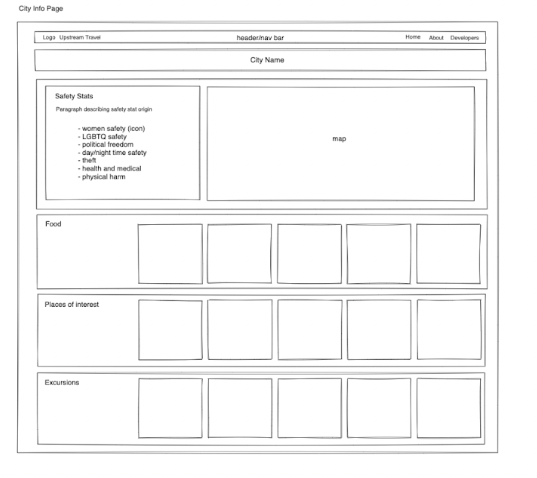 City Info Page
Logo Upstream Travel header/nav bar Home About Developers
City Name
Safety Stats
Paragraph describing safety stat origin
- women safety (icon)
- LGBTQ safety
- political freedom
- day/night time safety
- theft
- health and medical
- physical harm
map
Food
Places of interest
Excursions